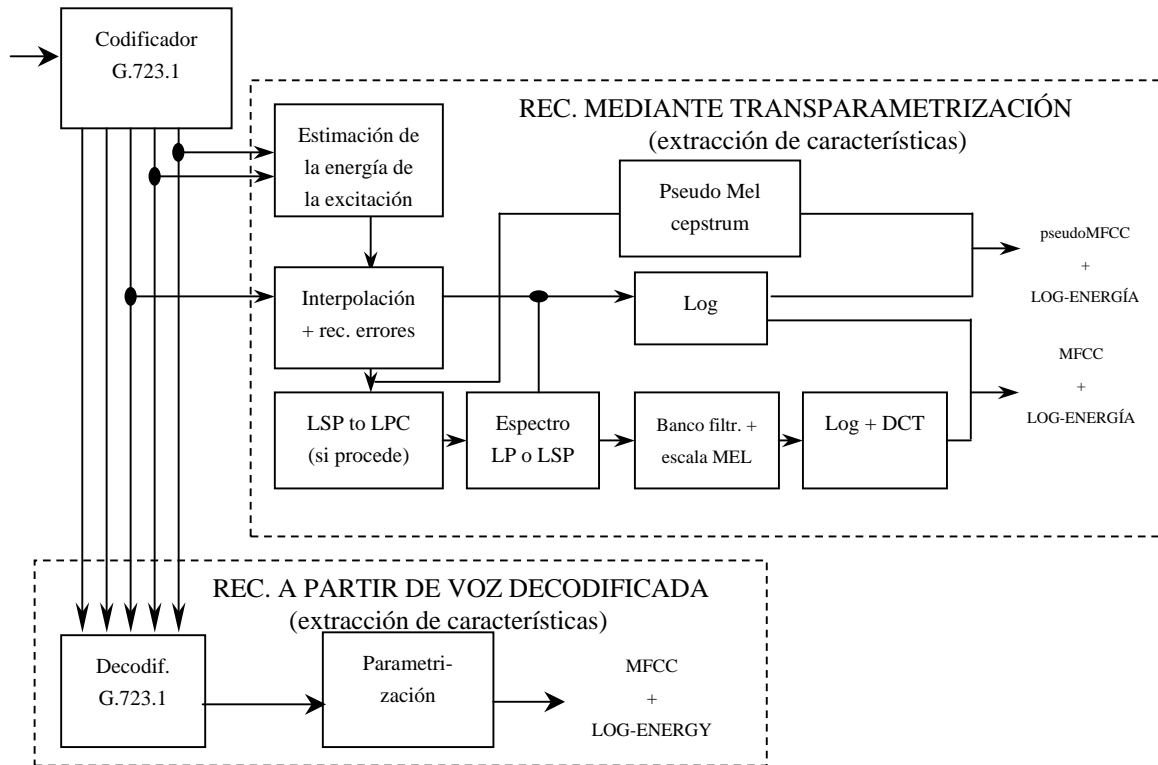 Codificador
G.723.1
REC. MEDIANTE TRANSPARAMETRIZACIÓN
(extracción de características)
Estimación de
la energía de
la excitación
Pseudo Mel
cepstrum
pseudoMFCC
+
LOG-ENERGÍA
Interpolación
+ rec. errores
Log
MFCC
+
LOG-ENERGÍA
LSP to LPC
(si procede)
Espectro
LP o LSP
Banco filtr. +
escala MEL
Log + DCT
REC. A PARTIR DE VOZ DECODIFICADA
(extracción de características)
Decodif.
G.723.1
Parametri-
zación
MFCC
+
LOG-ENERGY